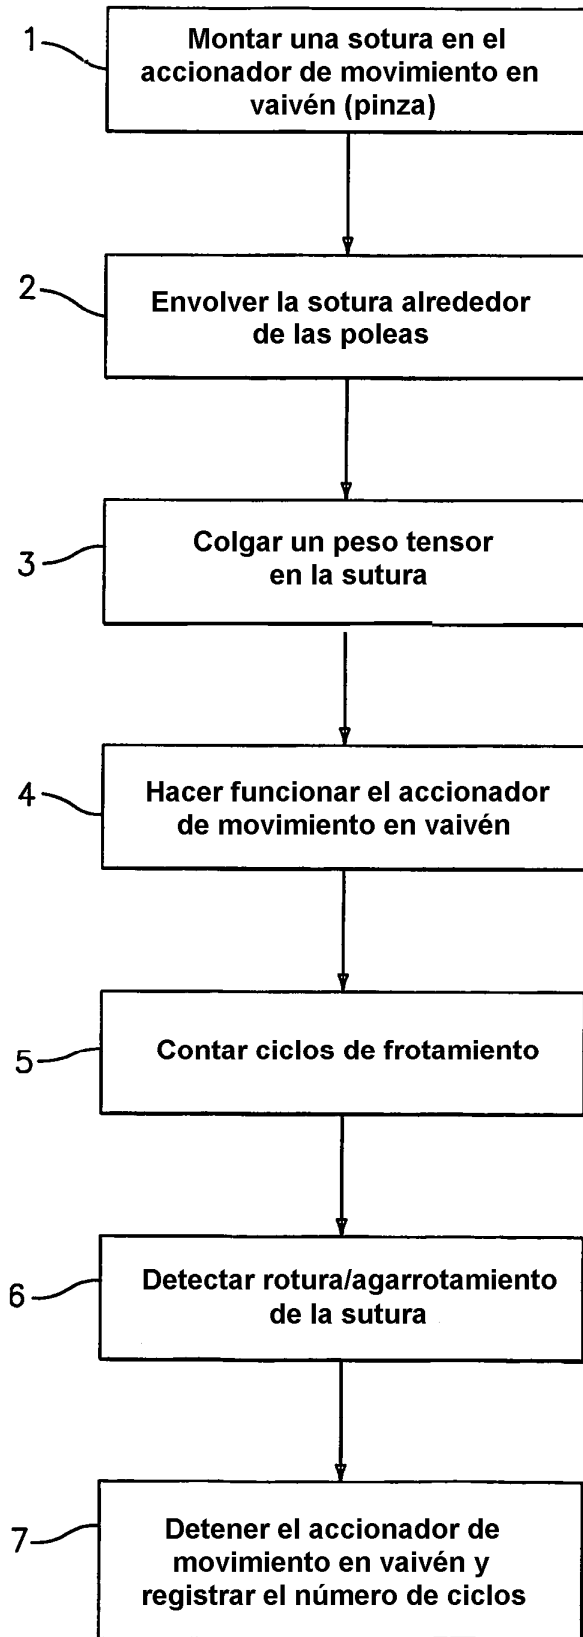 1
Montar una sotura en el
accionador de movimiento en
vaivén (pinza)
2
Envolver la sotura alrededor
de las poleas
3
Colgar un peso tensor
en la sutura
4
Hacer funcionar el accionador
de movimiento en vaivén
5
Contar ciclos de frotamiento
6
Detectar rotura/agarrotamiento
de la sutura
7
Detener el accionador de
movimiento en vaivén y
registrar el número de ciclos